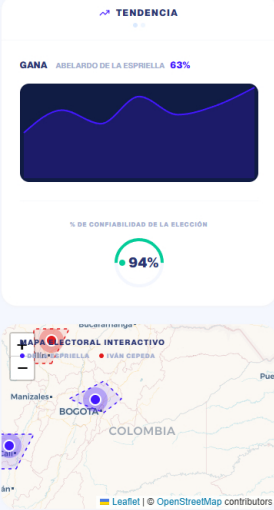 TENDENCIA
GANA ABELARDO DE LA ESPRIELLA 63%
% DE CONFIABILIDAD DE LA ELECCIÓN
94%
Bucaramanga
+
MAPA ELECTORAL INTERACTIVO
ESPRIELLA IVÁN CEPEDA
−
Manizales
BOGOTÁ
COLOMBIA
Leaflet | © OpenStreetMap contributors